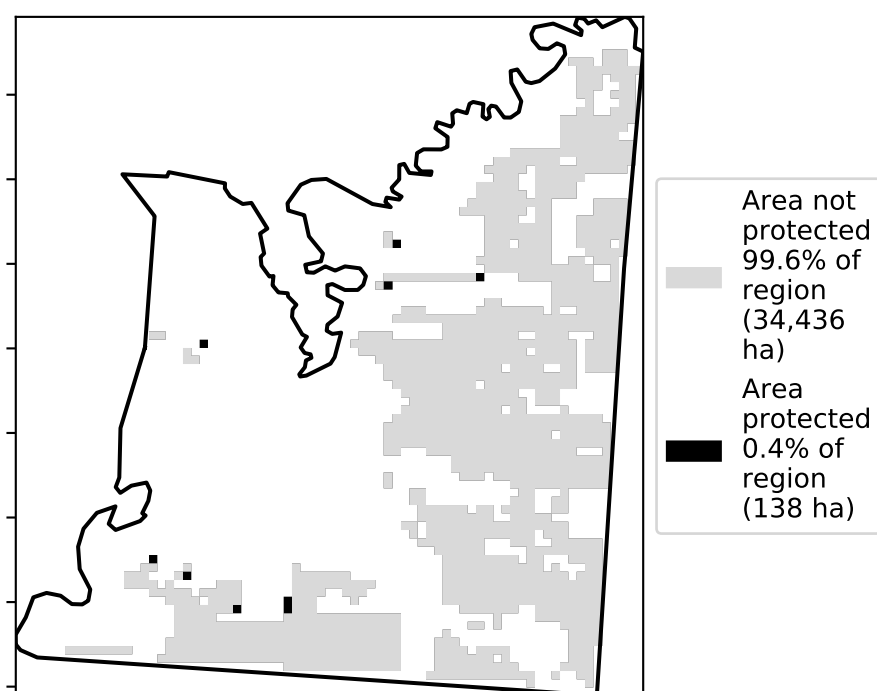 Area not
protected
99.6% of
region
(34,436
ha)
Area
protected
0.4% of
region
(138 ha)